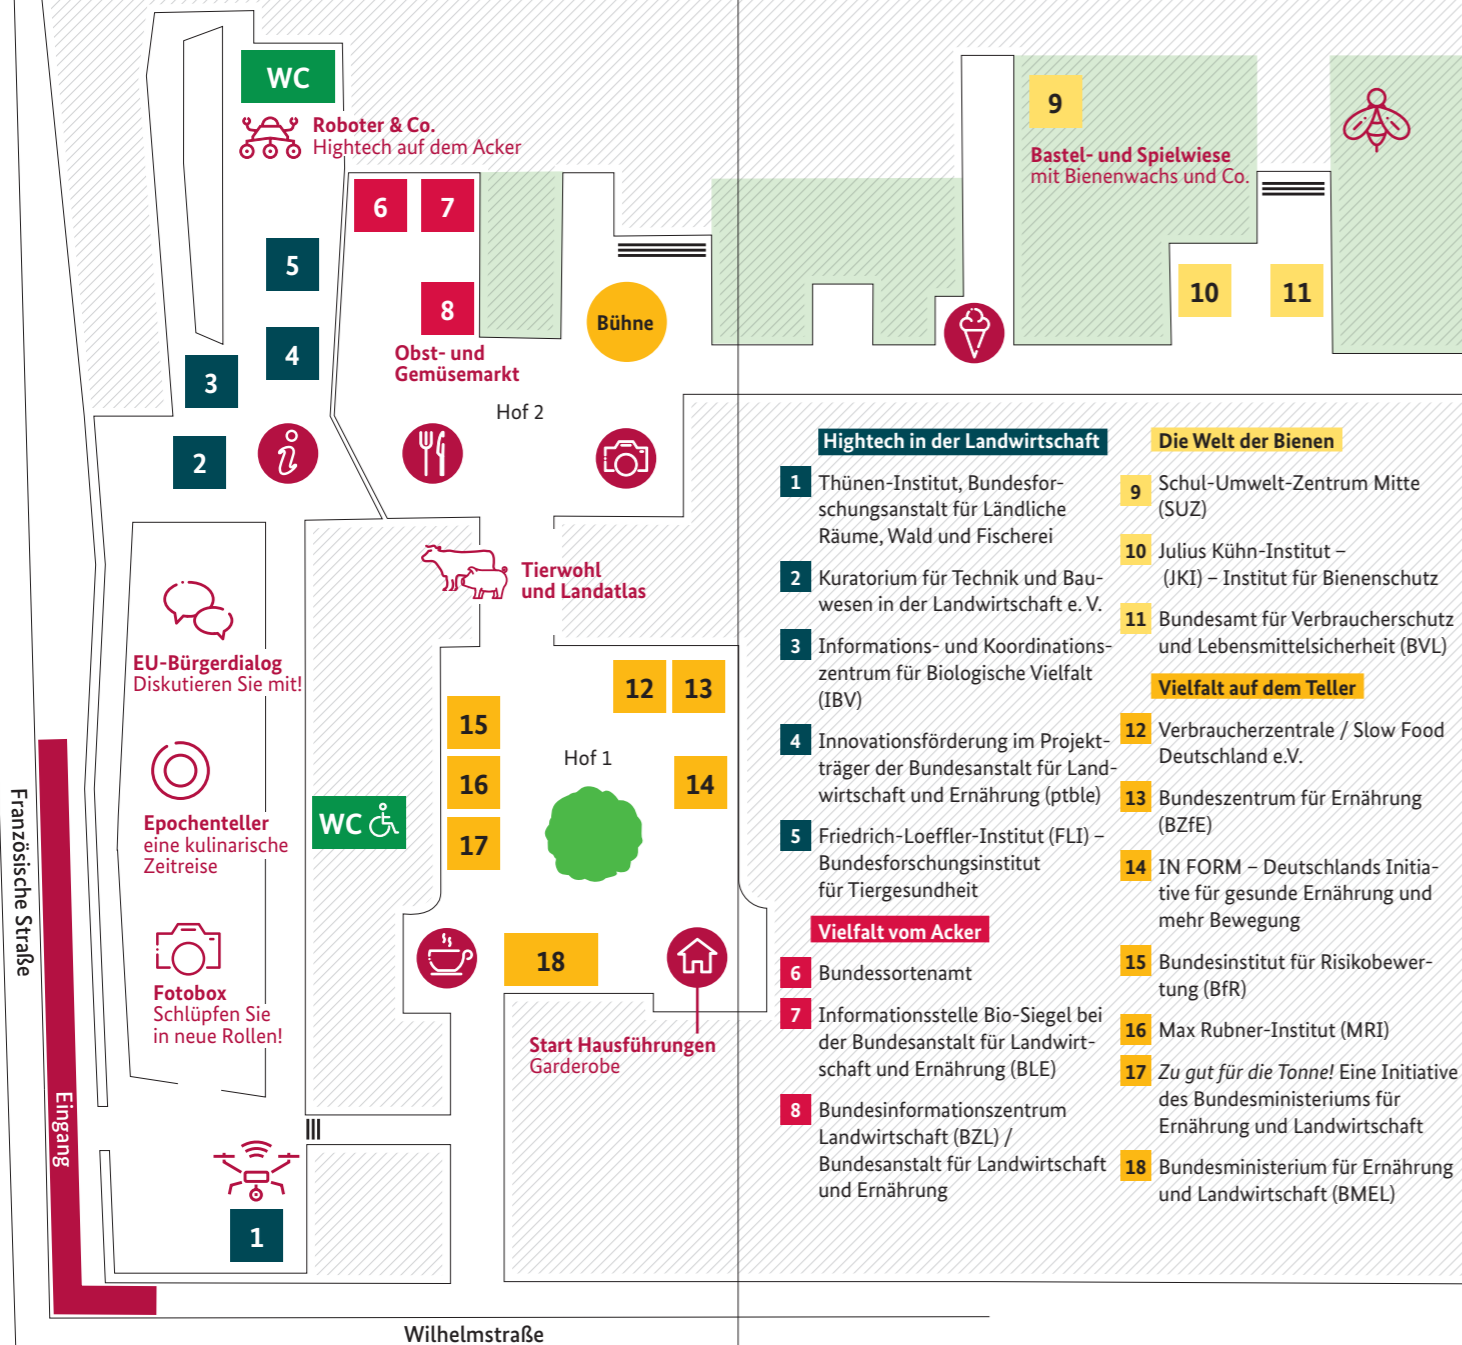 WC
Roboter & Co.
Hightech auf dem Acker
6
7
5
8
4
3
2
Obst- und
Gemüsemarkt
Bühne
Hof 2
9
Bastel- und Spielwiese
mit Bienenwachs und Co.
10
11
i
Tierwohl
und Landatlas
EU-Bürgerdialog
Diskutieren Sie mit!
Epochenteller
eine kulinarische
Zeitreise
Fotobox
Schlüpfen Sie
in neue Rollen!
WC
12
13
14
15
16
17
Hof 1
18
Start Hausführungen
Garderobe
1
Französische Straße
Eingang
Wilhelmstraße
Hightech in der Landwirtschaft
1 Thünen-Institut, Bundesfor-
schungsanstalt für Ländliche
Räume, Wald und Fischerei
2 Kuratorium für Technik und Bau-
wesen in der Landwirtschaft e. V.
3 Informations- und Koordinations-
zentrum für Biologische Vielfalt
(IBV)
4 Innovationsförderung im Projekt-
träger der Bundesanstalt für Land-
wirtschaft und Ernährung (ptble)
5 Friedrich-Loeffler-Institut (FLI) –
Bundesforschungsinstitut
für Tiergesundheit
Vielfalt vom Acker
6 Bundessortenamt
7 Informationsstelle Bio-Siegel bei
der Bundesanstalt für Landwirt-
schaft und Ernährung (BLE)
8 Bundesinformationszentrum
Landwirtschaft (BZL) /
Bundesanstalt für Landwirtschaft
und Ernährung
Die Welt der Bienen
9 Schul-Umwelt-Zentrum Mitte
(SUZ)
10 Julius Kühn-Institut –
(JKI) – Institut für Bienenschutz
11 Bundesamt für Verbraucherschutz
und Lebensmittelsicherheit (BVL)
Vielfalt auf dem Teller
12 Verbraucherzentrale / Slow Food
Deutschland e.V.
13 Bundeszentrum für Ernährung
(BZfE)
14 IN FORM – Deutschlands Initia-
tive für gesunde Ernährung und
mehr Bewegung
15 Bundesinstitut für Risikobewer-
tung (BfR)
16 Max Rubner-Institut (MRI)
17 Zu gut für die Tonne! Eine Initiative
des Bundesministeriums für
Ernährung und Landwirtschaft
18 Bundesministerium für Ernährung
und Landwirtschaft (BMEL)